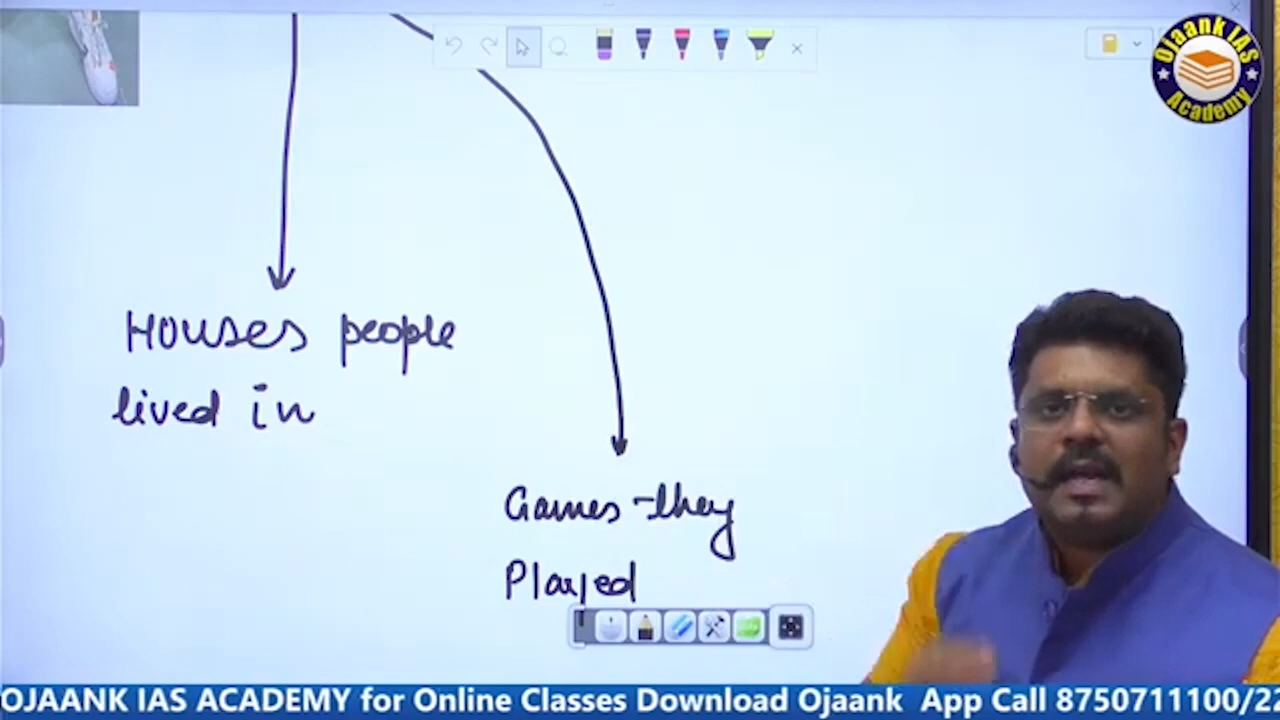 Ojaank IAS
Academy
Houses people
lived in
Games they
Played
OJAANK IAS ACADEMY for Online Classes Download Ojaank App Call 8750711100/22